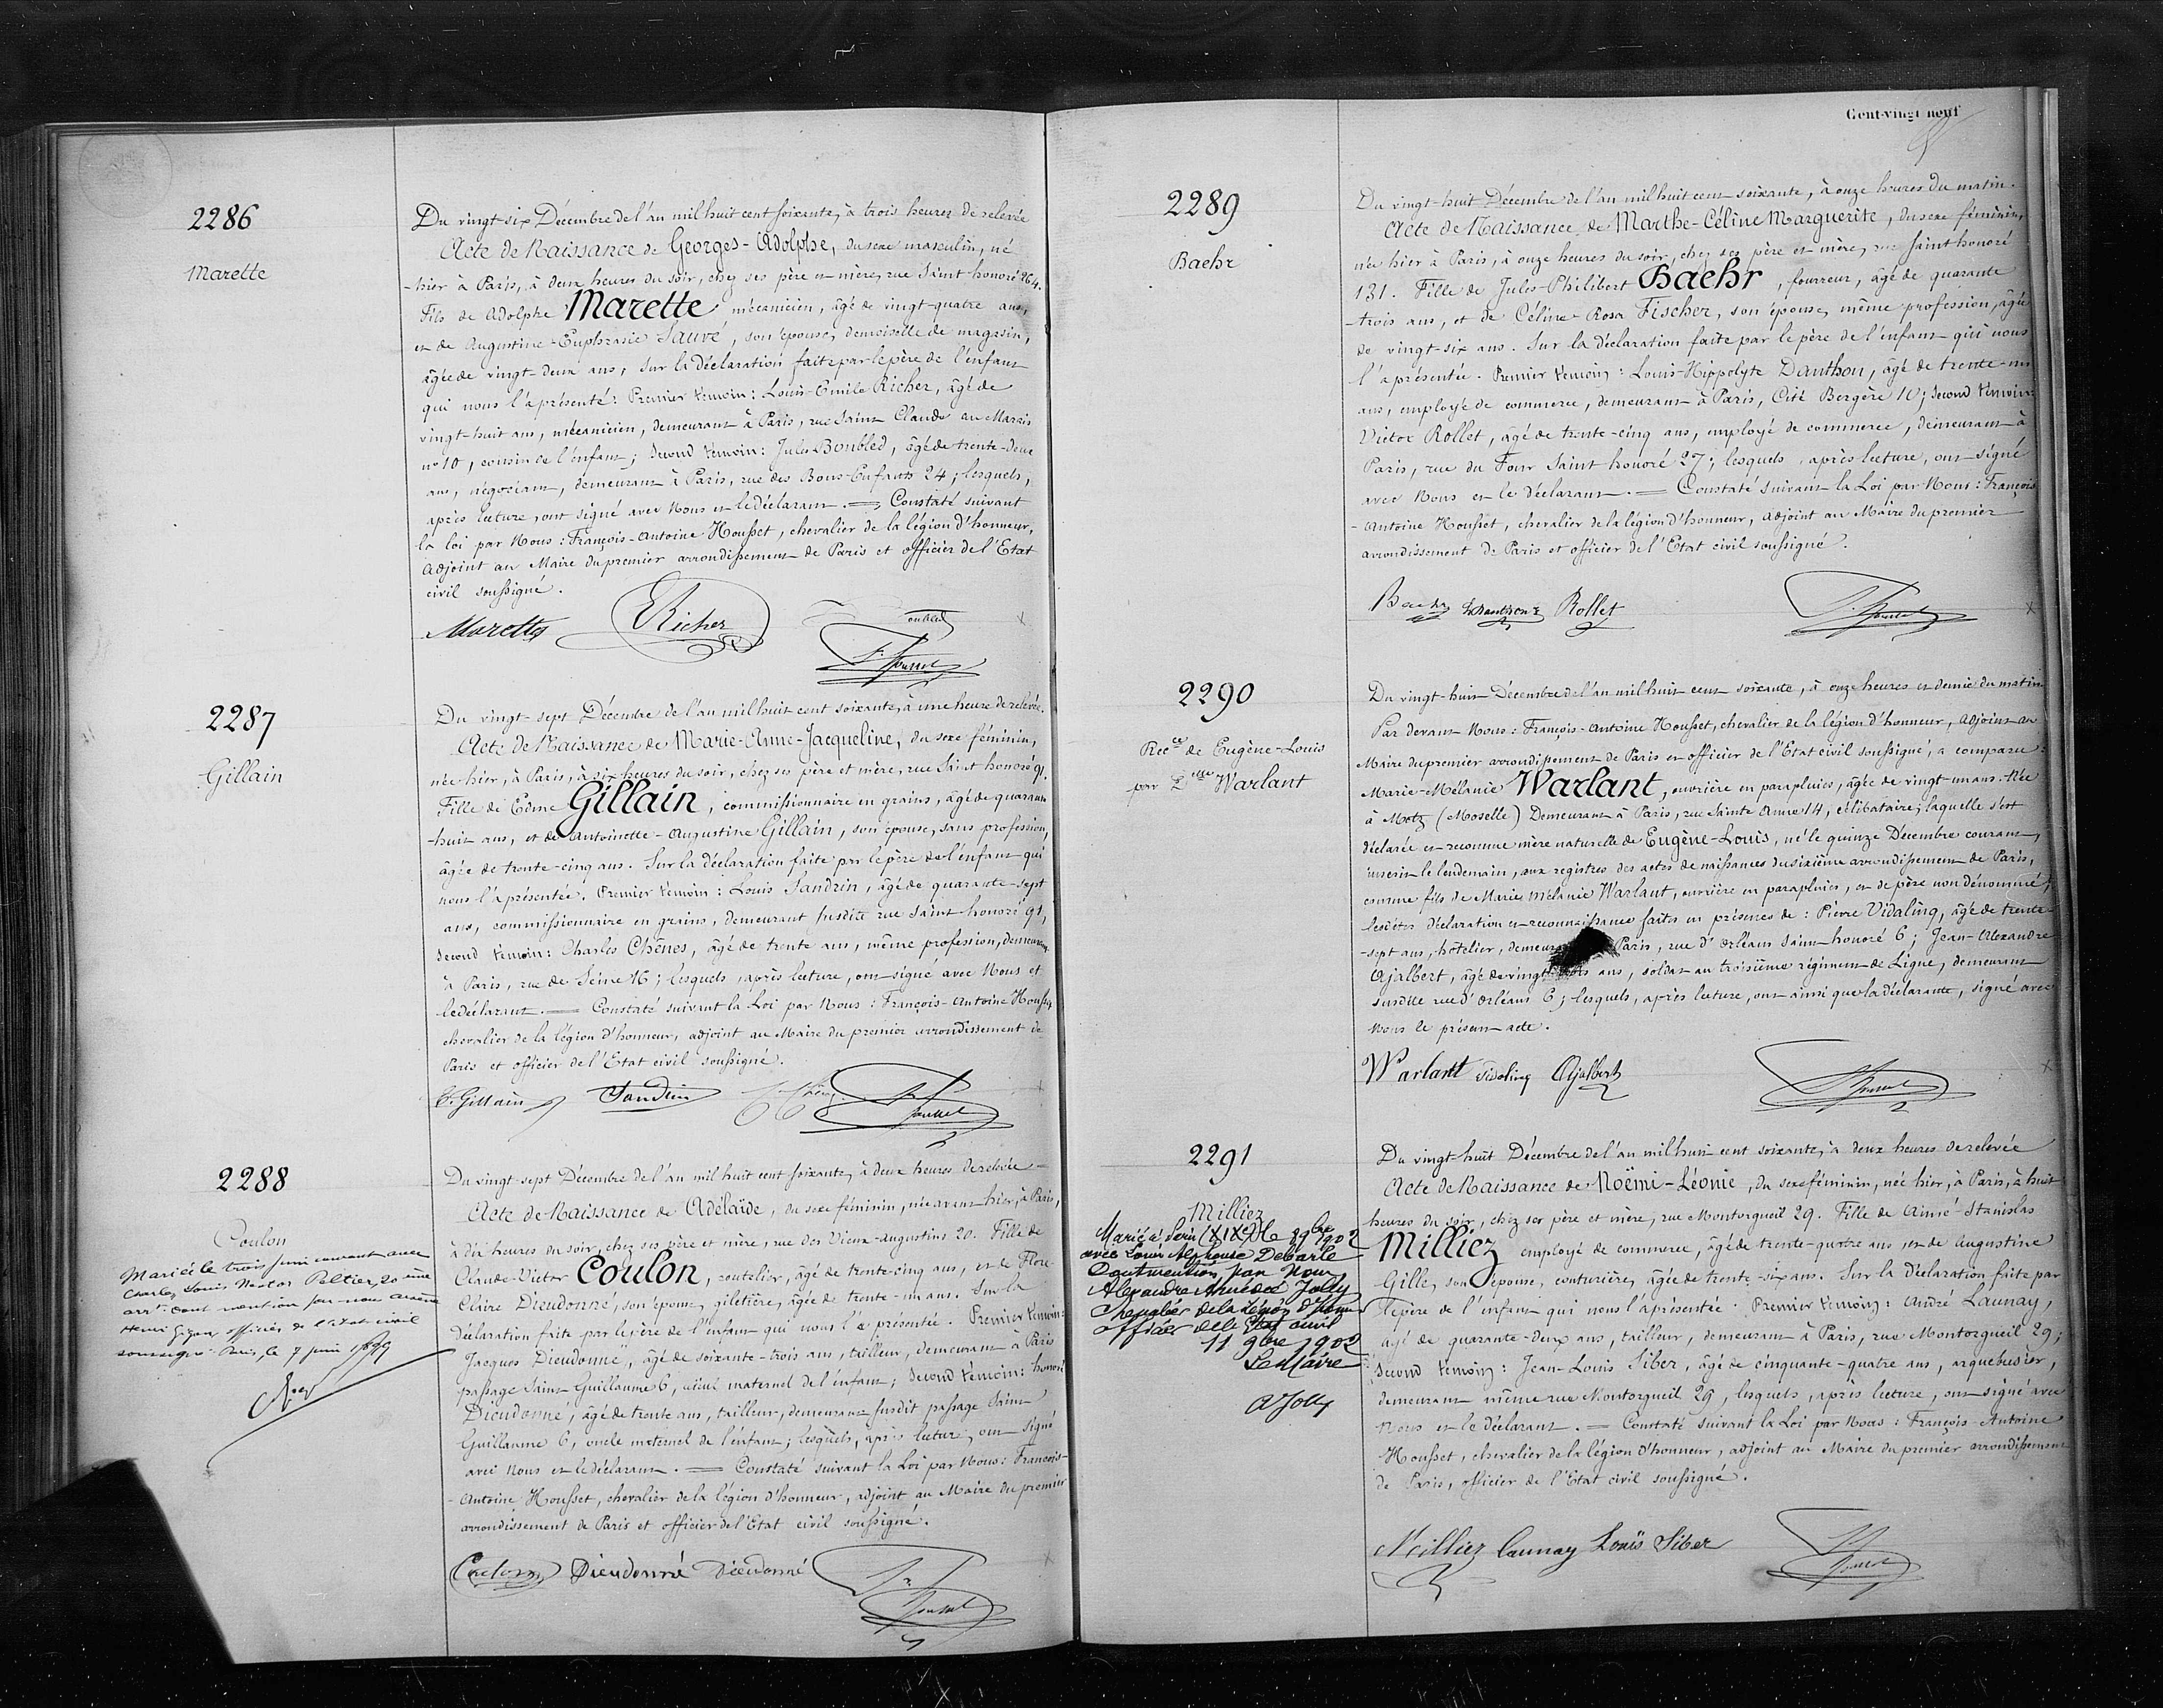 2286
Marette
Du vingt-six Décembre de l'an mil huit cent soixante, à trois heures de relevée
Acte de Naissance de Georges-Adolphe, du sexe masculin, né
-hier à Paris, à deux heures du soir, chez ses père et mère, rue Saint honoré 264.
Fils de Adolphe Marette mécanicien, âgé de vingt-quatre ans,
et de Augustine-Euphrasie Sauvé, son épouse, demoiselle de magasin,
âgée de vingt-deux ans, sur la déclaration faite par le père de l'enfant
qui nous l'a présenté: Premier témoin: Louis-Emile Richer, âgé de
vingt-huit ans, mécanicien, demeurant à Paris, rue Saint Claude au Marais
no 10, cousin de l'enfant; Second témoin: Jules Boubled, âgé de trente-deux
ans, négociant, demeurant à Paris, rue des Bons-Enfants 24; lesquels,
après lecture, ont signé avec Nous et le déclarant. = Constaté suivant
la loi par Nous: François-Antoine Housset, chevalier de la légion d'honneur,
adjoint au Maire du premier arrondissement de Paris et officier de l'Etat
civil soussigné.
Marette ERicher Boubled
F. Housset
2287
Gillain
Du vingt-sept Décembre de l'an mil huit cent soixante, à une heure de relevée.
Acte de Naissance de Marie-Anne-Jacqueline, du sexe féminin,
née hier, à Paris, à six heures du soir, chez ses père et mère, rue Saint honoré 91.
Fille de Edme Gillain, commissionnaire en grains, âgé de quarante
-huit ans, et de Antoinette-Augustine Gillain, son épouse, sans profession,
âgée de trente-cinq ans. Sur la déclaration faite par le père de l'enfant qui
nous l'a présentée. Premier témoin: Louis Sandrin, âgé de quarante-sept
ans, commissionnaire en grains, demeurant susdite rue Saint honoré 91,
Second témoin: Charles Chênes, âgé de trente ans, même profession, demeurant
à Paris, rue de Seine 16; lesquels, après lecture, ont signé avec Nous et
le déclarant. = Constaté suivant la Loi par Nous: François-Antoine Housset,
chevalier de la légion d'honneur, adjoint au Maire du premier arrondissement de
Paris et officier de l'Etat civil soussigné.
E. Gillain Sandrin
F. Housset
2288
Coulon
Mariée le trois juin courant avec
Charles Louis Nestor Peltier, 20 eme
arrt. dont mention par nous
Henri officier de l'état civil
soussigné. Paris, le 7 juin 1899
Du vingt-sept Décembre de l'an mil huit cent soixante, à deux heures de relevée
Acte de Naissance de Adélaïde, du sexe féminin, née avant hier, à Paris,
à dix heures du soir, chez ses père et mère, rue des Vieux-Augustins 20. Fille de
Claude-Victor Coulon, coutelier, âgé de trente-cinq ans, et de Flore
Claire Dieudonné, son épouse, giletière, âgée de trente-un ans. Sur la
déclaration faite par le père de l'enfant qui nous l'a présentée. Premier témoin:
Jacques Dieudonné, âgé de soixante-trois ans, tailleur, demeurant à Paris
passage Saint Guillaume 6, aïeul maternel de l'enfant; Second témoin: honoré
Dieudonné, âgé de trente ans, tailleur, demeurant susdit passage Saint
Guillaume 6, oncle maternel de l'enfant; lesquels, après lecture, ont signé
avec Nous et le déclarant. = Constaté suivant la Loi par Nous: François-
-Antoine Housset, chevalier de la légion d'honneur, adjoint au Maire du premier
arrondissement de Paris et officier de l'Etat civil soussigné.
Coulon Dieudonné Dieudonné
F. Housset
Cent-vingt neuf
2289
Baehr
Du vingt-huit Décembre de l'an mil huit cent soixante, à onze heures du matin.
Acte de Naissance de Marthe-Céline Marguerite, du sexe féminin,
née hier à Paris, à onze heures du soir, chez ses père et mère, rue Saint honoré
131. Fille de Jules-Philibert Baehr, fourreur, âgé de quarante
-trois ans, et de Céline-Rosa Fischer, son épouse, même profession, âgée
de vingt-six ans. Sur la déclaration faite par le père de l'enfant qui nous
l'a présentée. Premier témoin: Louis-Hippolyte Danthon, âgé de trente-un
ans, employé de commerce, demeurant à Paris, Cité Bergère 10; Second témoin:
Victor Rollet, âgé de trente-cinq ans, employé de commerce, demeurant à
Paris, rue du Four Saint honoré 27; lesquels, après lecture, ont signé
avec Nous et le déclarant. = Constaté suivant la Loi par Nous: François
-Antoine Housset, chevalier de la légion d'honneur, adjoint au Maire du premier
arrondissement de Paris et officier de l'Etat civil soussigné.
Baehr Danthon Rollet
F. Housset
2290
Recce de Eugène-Louis
par Delle Warlant
Du vingt-huit Décembre de l'an mil huit cent soixante, à onze heures et demie du matin
Par devant Nous: François-Antoine Housset, chevalier de la légion d'honneur, adjoint au
Maire du premier arrondissement de Paris et officier de l'Etat civil soussigné, a comparu:
Marie-Mélanie Warlant, ouvrière en parapluies, âgée de vingt-un ans. Née
à Metz (Moselle) Demeurant à Paris, rue Sainte Anne 14, célibataire; laquelle s'est
déclarée et reconnue mère naturelle de Eugène-Louis, né le quinze Décembre courant,
inscrit le lendemain, aux registres des actes de naissances du sixième arrondissement de Paris,
comme fils de Marie Mélanie Warlant, ouvrière en parapluies, et de père non dénommé;
lesdites déclaration et reconnaissance faites en présence de: Pierre Vidaling, âgé de trente-
-sept ans, hôtelier, Paris, rue d'Orléans Saint-honoré 6; Jean-Alexandre
Ajalbert, âgé de vingt ans, soldat au troisième régiment de Ligne, demeurant
susdite rue d'Orléans 6; lesquels, après lecture, ont ainsi que la déclarante, signé avec
Nous le présent acte.
Warlant Vidaling Ajalbert
F. Housset
2291
Milliez
Mariée à Paris (XIXe) le 8 9bre 1902
avec Louis Alphonse Debarle
Dont mention par Nous
Alexandre Amédée Jolly
Chevalier de la Légion d'honneur
officier de l'Etat civil
11 9bre 1902
Le Maire
AJolly
Du vingt-huit Décembre de l'an mil huit cent soixante, à deux heures de relevée
Acte de Naissance de Noëmi-Léonie, du sexe féminin, née hier, à Paris, à huit
heures du soir, chez ses père et mère, rue Montorgueil 29. Fille de Aimé-Stanislas
Milliez employé de commerce, âgé de trente-quatre ans, et de Augustine
Gille, son épouse, couturière, âgée de trente-six ans. Sur la déclaration faite par
le père de l'enfant qui nous l'a présentée. Premier témoin: André Launay,
âgé de quarante-deux ans, tailleur, demeurant à Paris, rue Montorgueil 29;
Second témoin: Jean-Louis Siber, âgé de cinquante-quatre ans, arquebusier,
demeurant même rue Montorgueil 29, lesquels, après lecture, ont signé avec
Nous et le déclarant. = Constaté suivant la Loi par Nous: François-Antoine
Housset, chevalier de la légion d'honneur, adjoint au Maire du premier arrondissement
de Paris, officier de l'Etat civil soussigné.
Milliez Launay Louis Siber
F. Housset